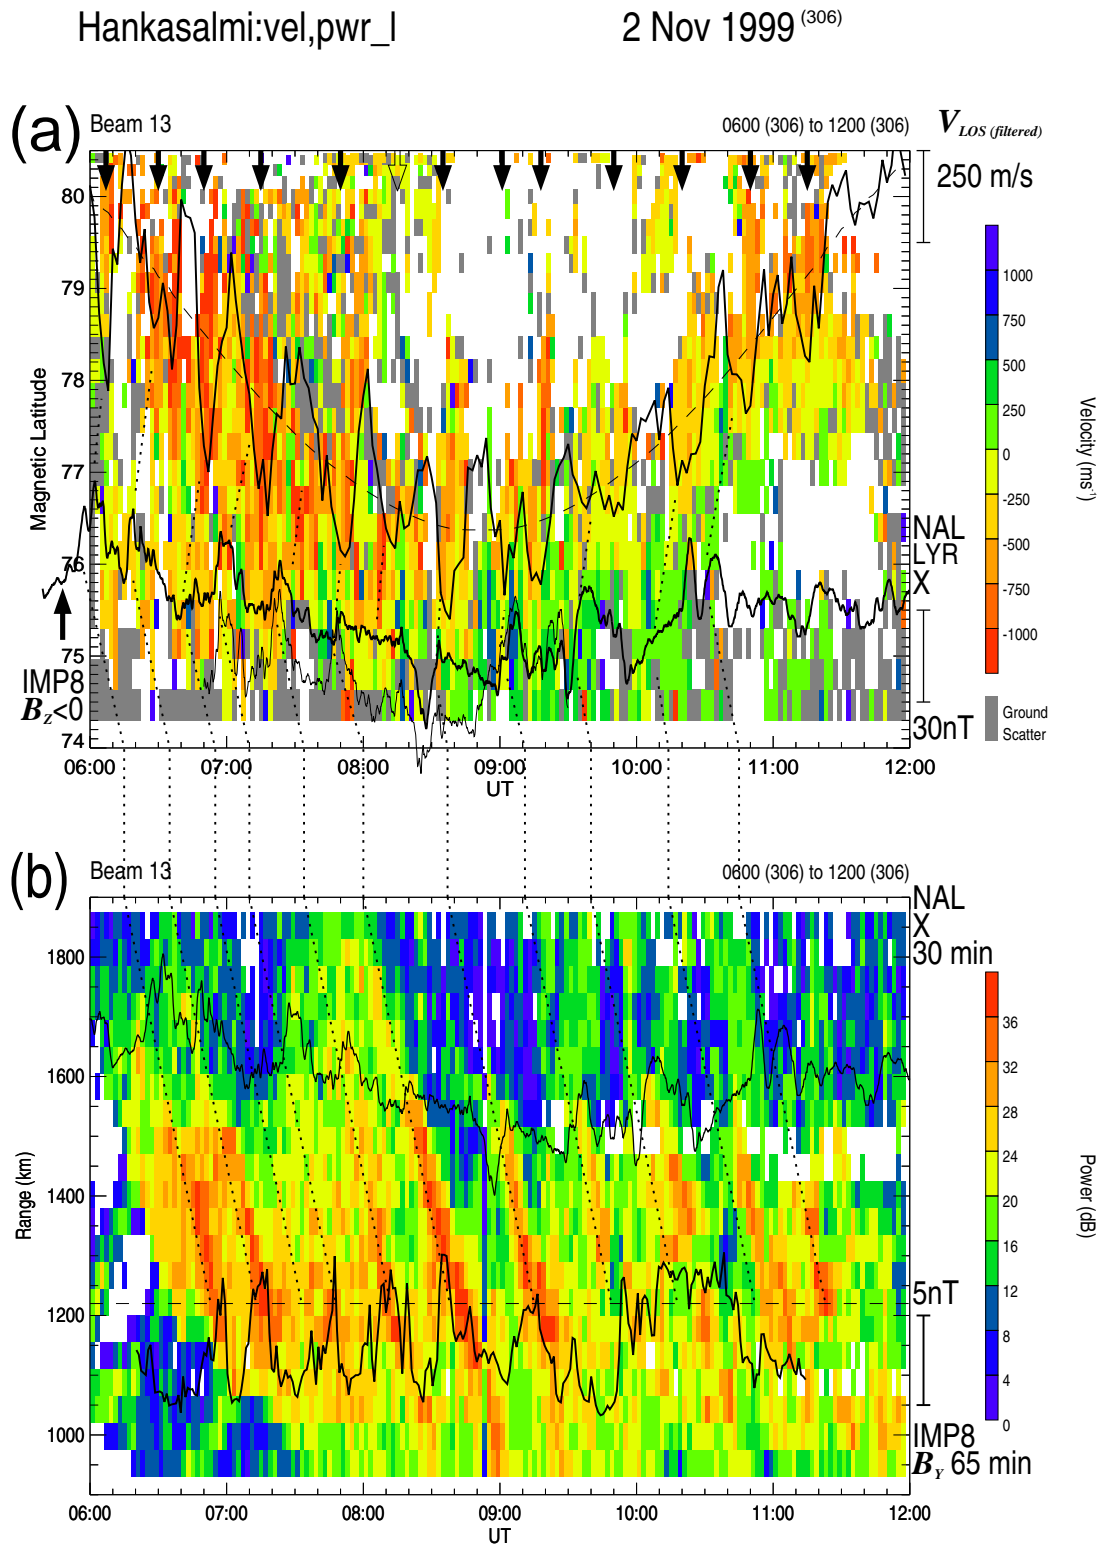 Hankasalmi:vel,pwr_l 2 Nov 1999 (306)
(a)
Beam 13 0600 (306) to 1200 (306)
V LOS (filtered)
250 m/s
80
79
78
77
76
75
74
Magnetic Latitude
IMP8
BZ<0
NAL
LYR
X
30nT
06:00 07:00 08:00 09:00 10:00 11:00 12:00
UT
1000
750
500
250
0
-250
-500
-750
-1000
Velocity (ms-1)
Ground
Scatter
(b)
Beam 13 0600 (306) to 1200 (306)
NAL
X
30 min
1800
1600
1400
1200
1000
Range (km)
5nT
IMP8
BY 65 min
06:00 07:00 08:00 09:00 10:00 11:00 12:00
UT
36
32
28
24
20
16
12
8
4
0
Power (dB)